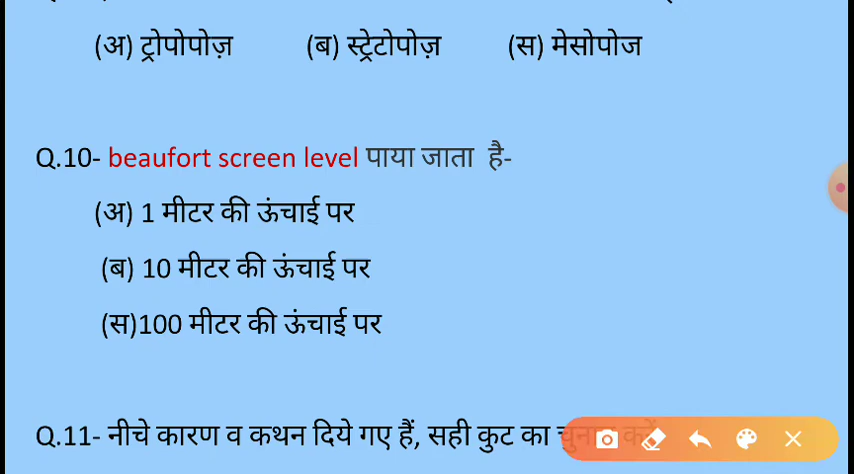 (अ) ट्रोपोपोज़ (ब) स्ट्रेटोपोज़ (स) मेसोपोज
Q.10- beaufort screen level पाया जाता है-
(अ) 1 मीटर की ऊंचाई पर
(ब) 10 मीटर की ऊंचाई पर
(स)100 मीटर की ऊंचाई पर
Q.11- नीचे कारण व कथन दिये गए हैं, सही कुट का